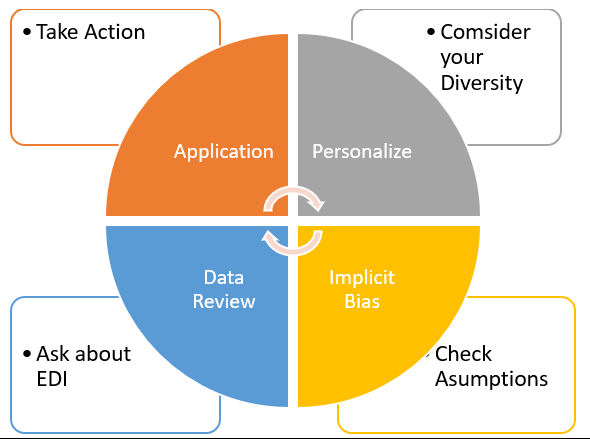 • Take Action
• Comsider
your
Diversity
Application
Personalize
Data
Review
Implicit
Bias
• Ask about
EDI
• Check
Asumptions